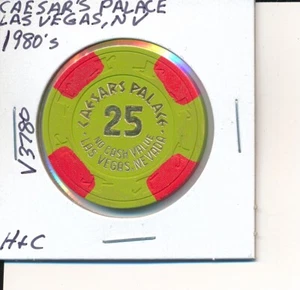 CAESAR'S PALACE
LAS VEGAS, NV
1980's
CAESARS PALACE
25
NO CASH VALUE
LAS VEGAS, NEVADA
V3780
H+C